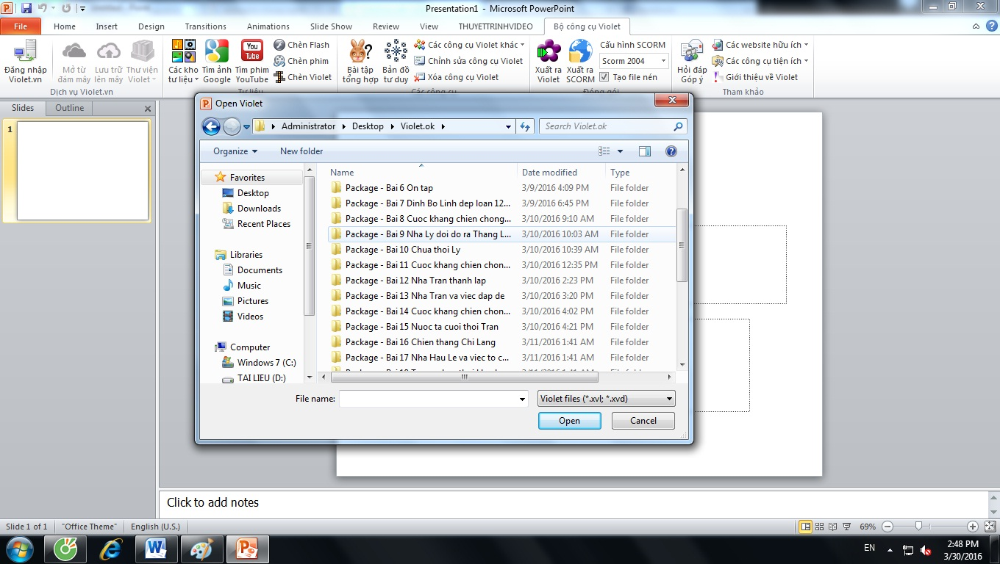 Presentation1 - Microsoft PowerPoint
File Home Insert Design Transitions Animations Slide Show Review View THUYETTRINHVIDEO Bộ công cụ Violet
Đăng nhập Violet.vn
Mở từ đám mây
Lưu trữ lên mây
Thư viện Violet
Dịch vụ Violet.vn
Các kho tư liệu
Tìm ảnh Google
You Tube
Tìm phim YouTube
Chèn Flash
Chèn phim
Chèn Violet
Tư liệu
Bài tập tổng hợp
Bản đồ tư duy
Các công cụ Violet khác
Chỉnh sửa công cụ Violet
Xóa công cụ Violet
Các công cụ
Xuất ra Violet
Xuất ra SCORM
Cấu hình SCORM
Scorm 2004
Tạo file nén
Đóng gói
Hỏi đáp Góp ý
Các website hữu ích
Các công cụ tiện ích
Giới thiệu về Violet
Tham khảo
Slides Outline
1
Open Violet
Administrator Desktop Violet.ok
Search Violet.ok
Organize New folder
Favorites
Desktop
Downloads
Recent Places
Libraries
Documents
Music
Pictures
Videos
Computer
Windows 7 (C:)
TAI LIEU (D:)
Name Date modified Type
Package - Bai 6 On tap 3/9/2016 4:09 PM File folder
Package - Bai 7 Dinh Bo Linh dep loan 12... 3/9/2016 6:45 PM File folder
Package - Bai 8 Cuoc khang chien chong... 3/10/2016 9:10 AM File folder
Package - Bai 9 Nha Ly doi do ra Thang L... 3/10/2016 10:03 AM File folder
Package - Bai 10 Chua thoi Ly 3/10/2016 10:39 AM File folder
Package - Bai 11 Cuoc khang chien chon... 3/10/2016 12:35 PM File folder
Package - Bai 12 Nha Tran thanh lap 3/10/2016 2:23 PM File folder
Package - Bai 13 Nha Tran va viec dap de 3/10/2016 3:20 PM File folder
Package - Bai 14 Cuoc khang chien chon... 3/10/2016 4:02 PM File folder
Package - Bai 15 Nuoc ta cuoi thoi Tran 3/10/2016 4:21 PM File folder
Package - Bai 16 Chien thang Chi Lang 3/11/2016 1:41 AM File folder
Package - Bai 17 Nha Hau Le va viec to c... 3/11/2016 1:41 AM File folder
File name:
Violet files (*.xvl; *.xvd)
Open Cancel
Click to add notes
Slide 1 of 1 "Office Theme" English (U.S.) 69%
EN
2:48 PM
3/30/2016